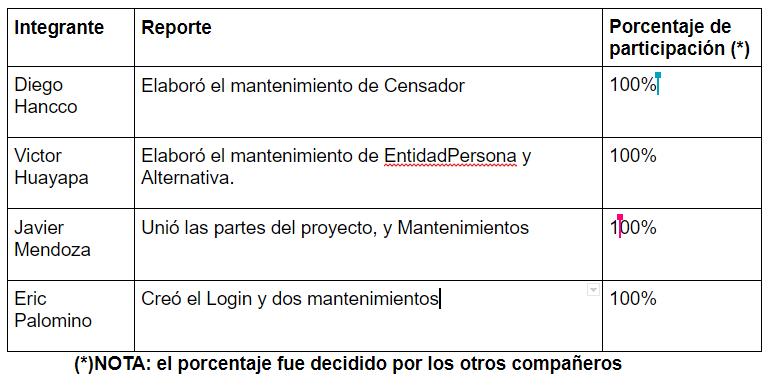 Integrante Reporte Porcentaje de
participación (*)
Diego Elaboró el mantenimiento de Censador 100%
Hancco
Victor Elaboró el mantenimiento de EntidadPersona y 100%
Huayapa Alternativa.
Javier Unió las partes del proyecto, y Mantenimientos 100%
Mendoza
Eric Creó el Login y dos mantenimientos 100%
Palomino
(*)NOTA: el porcentaje fue decidido por los otros compañeros